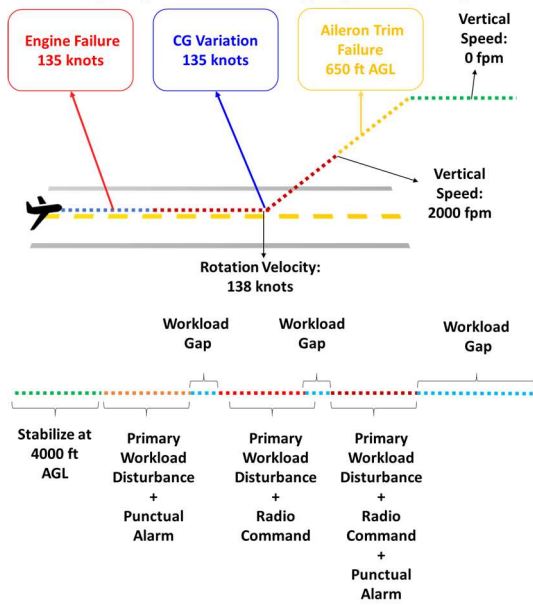 Engine Failure
135 knots
CG Variation
135 knots
Aileron Trim
Failure
650 ft AGL
Vertical
Speed:
0 fpm
Vertical
Speed:
2000 fpm
Rotation Velocity:
138 knots
Workload
Gap
Workload
Gap
Workload
Gap
Stabilize at
4000 ft
AGL
Primary
Workload
Disturbance
+
Punctual
Alarm
Primary
Workload
Disturbance
+
Radio
Command
Primary
Workload
Disturbance
+
Radio
Command
+
Punctual
Alarm